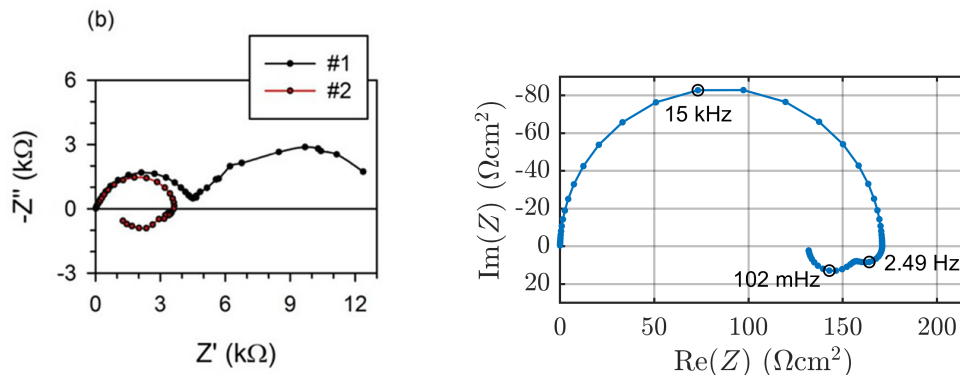 (b)
#1
#2
6
3
0
-3
-Z" (kΩ)
0 3 6 9 12
Z' (kΩ)
-80
-60
-40
-20
0
20
Im(Z) (Ωcm²)
15 kHz
2.49 Hz
102 mHz
0 50 100 150 200
Re(Z) (Ωcm²)